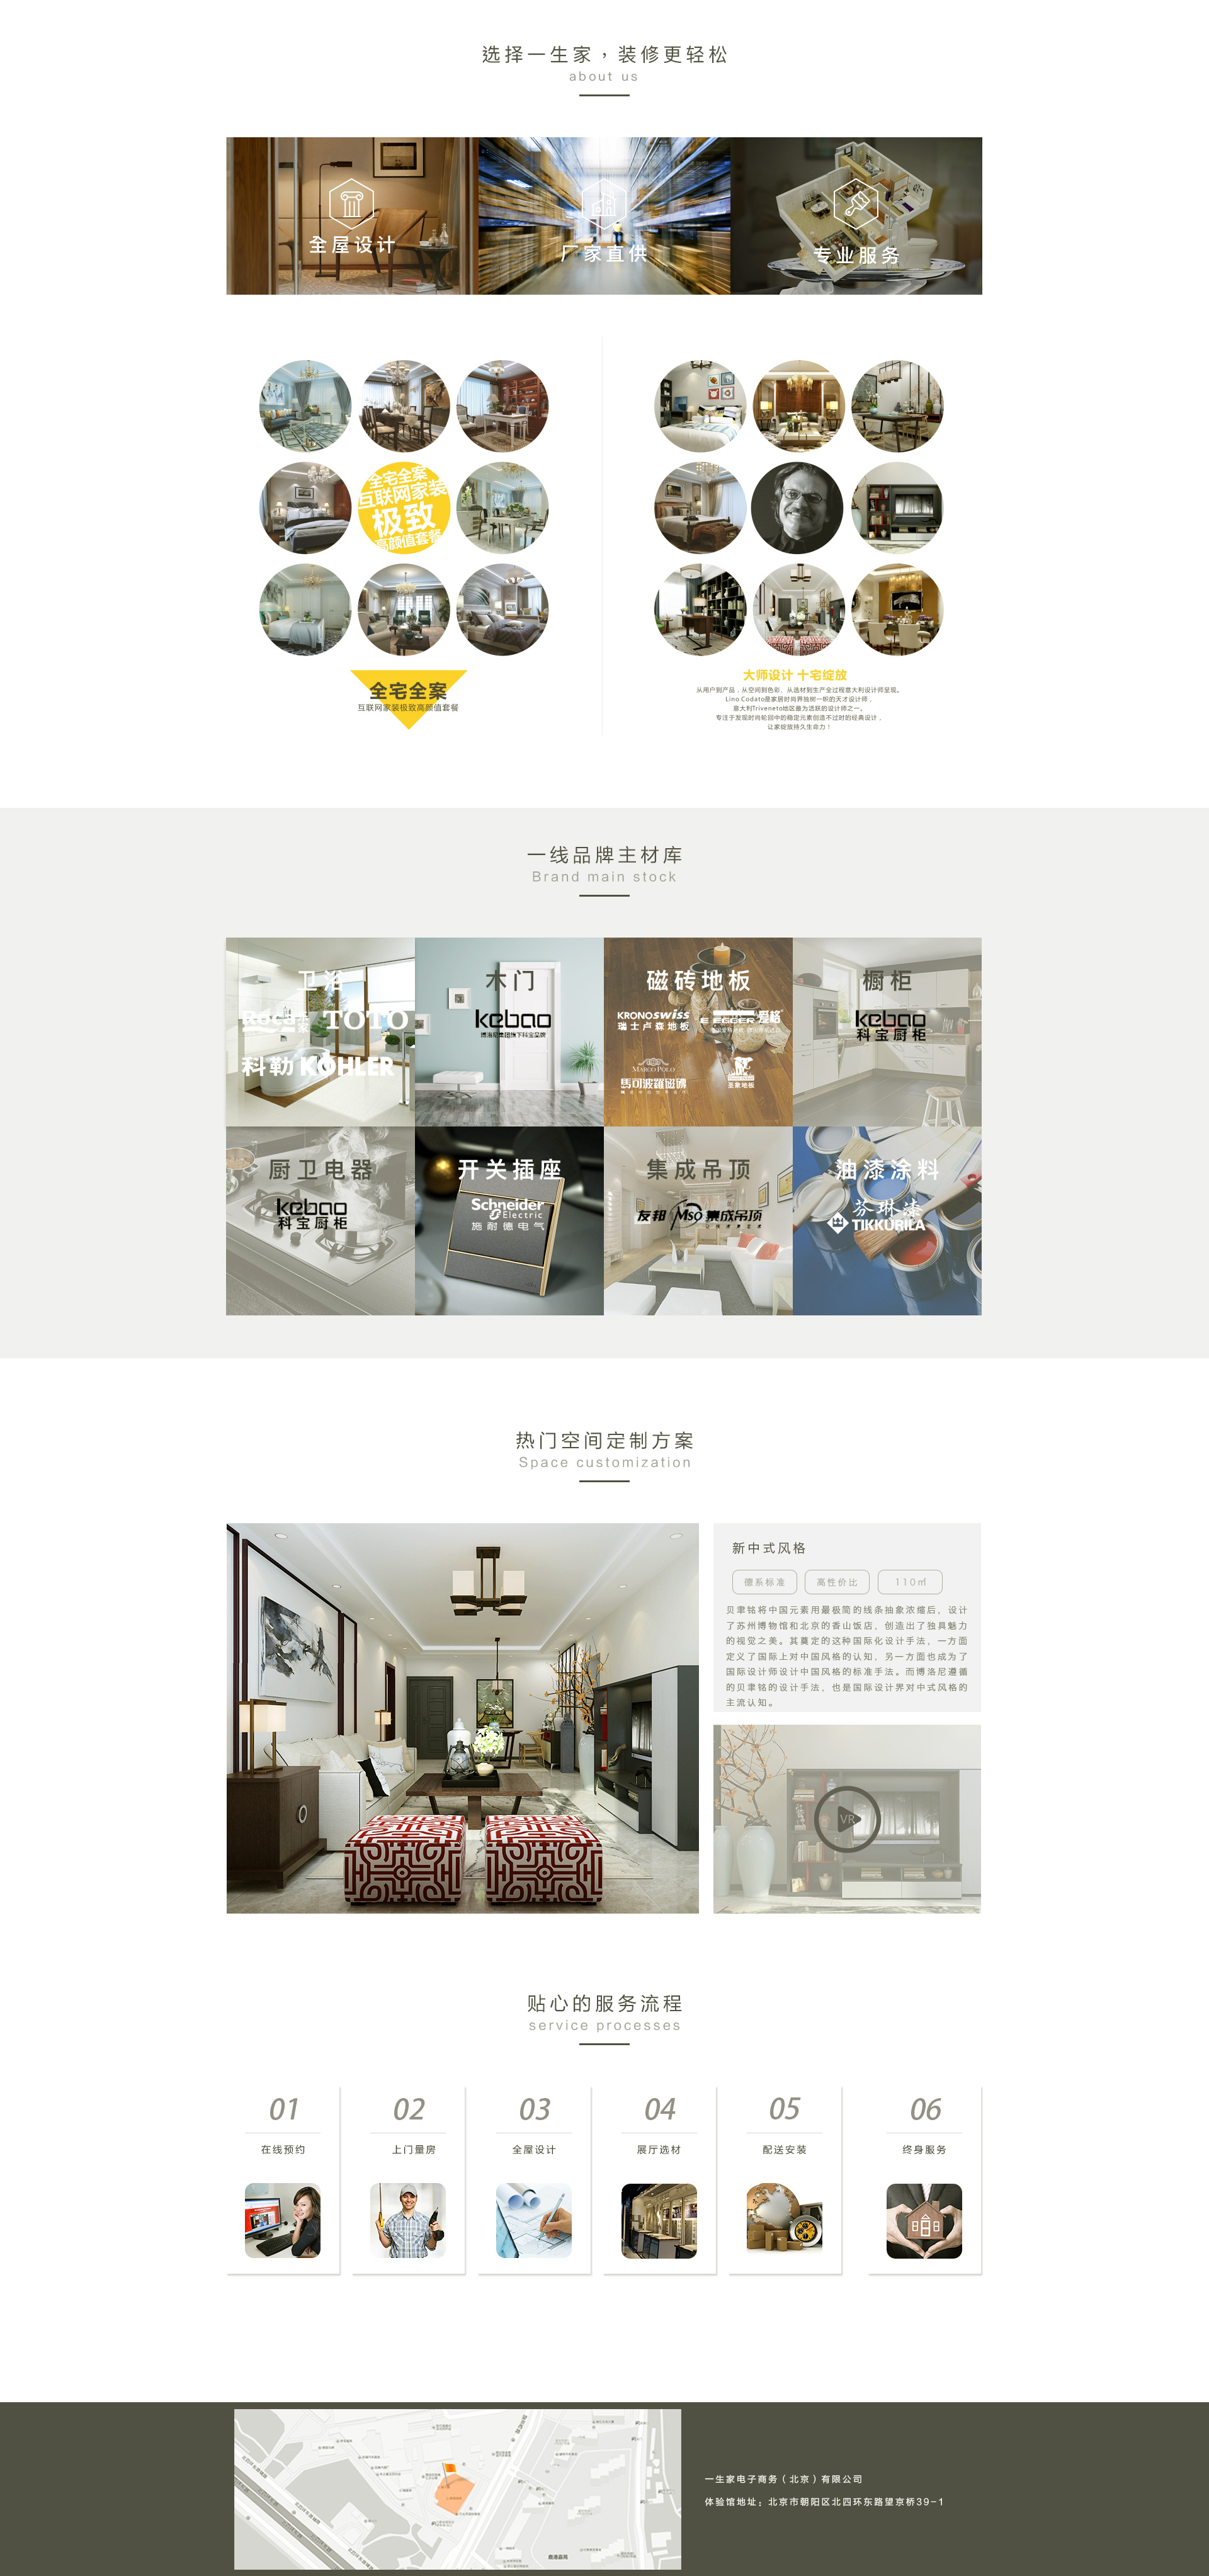 选择一生家，装修更轻松
about us
全屋设计
厂家直供
专业服务
全宅全案
互联网家装
极致
高颜值套餐
全宅全案
互联网家装极致高颜值套餐
大师设计 十宅绽放
从用户到产品，从空间到色彩，从选材到生产全过程意大利设计师呈现。
Lino Codato是家居时尚界独树一帜的天才设计师，
意大利Triveneto地区最为活跃的设计师之一。
专注于发现时尚轮回中的稳定元素创造不过时的经典设计，
让家绽放持久生命力！
一线品牌主材库
Brand main stock
卫浴
Roca
TOTO
科勒 KOHLER
木门
kebao
博洛尼集团旗下科宝品牌
磁砖地板
KRONOSWISS
瑞士卢森地板
EGGER 爱格
MARCO POLO
馬可波羅磁磚
圣象地板
橱柜
kebao
科宝厨柜
厨卫电器
kebao
科宝厨柜
开关插座
Schneider
Electric
施耐德电气
集成吊顶
友邦 MSO 集成吊顶
油漆涂料
芬琳漆
TIKKURILA
热门空间定制方案
Space customization
新中式风格
德系标准
高性价比
110㎡
贝聿铭将中国元素用最极简的线条抽象浓缩后，设计
了苏州博物馆和北京的香山饭店，创造出了独具魅力
的视觉之美。其奠定的这种国际化设计手法，一方面
定义了国际上对中国风格的认知，另一方面也成为了
国际设计师设计中国风格的标准手法。而博洛尼遵循
的贝聿铭的设计手法，也是国际设计界对中式风格的
主流认知。
VR
贴心的服务流程
service processes
01
在线预约
02
上门量房
03
全屋设计
04
展厅选材
05
配送安装
06
终身服务
一生家电子商务（北京）有限公司
体验馆地址：北京市朝阳区北四环东路望京桥39-1